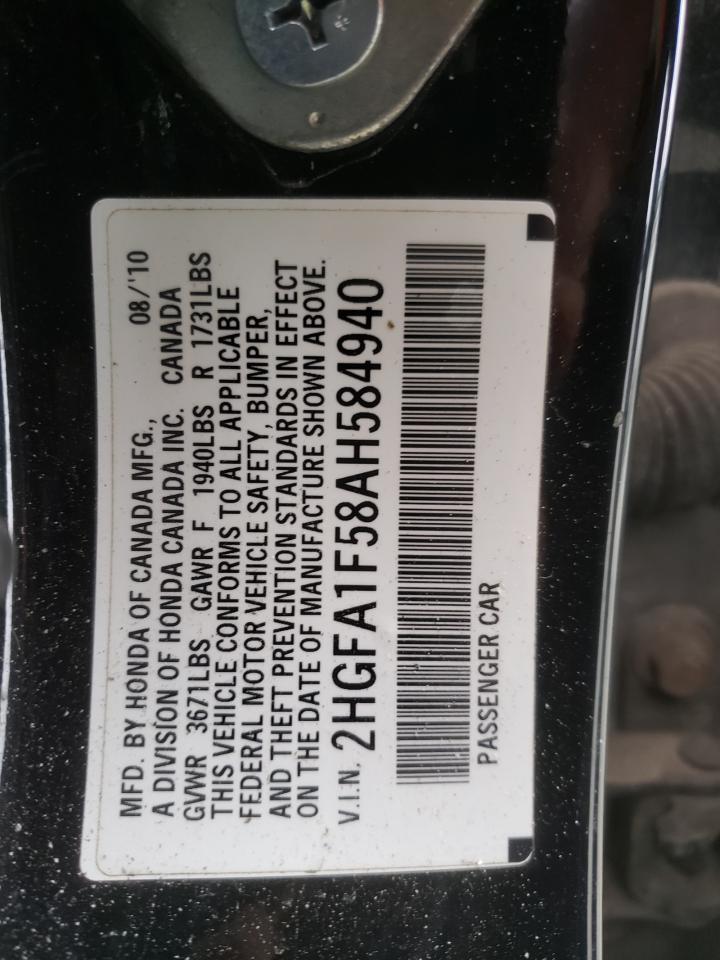 MFD. BY HONDA OF CANADA MFG., 08/'10
A DIVISION OF HONDA CANADA INC. CANADA
GVWR 3671LBS GAWR F 1940LBS R 1731LBS
THIS VEHICLE CONFORMS TO ALL APPLICABLE
FEDERAL MOTOR VEHICLE SAFETY, BUMPER,
AND THEFT PREVENTION STANDARDS IN EFFECT
ON THE DATE OF MANUFACTURE SHOWN ABOVE.
V.I.N. 2HGFA1F58AH584940
PASSENGER CAR